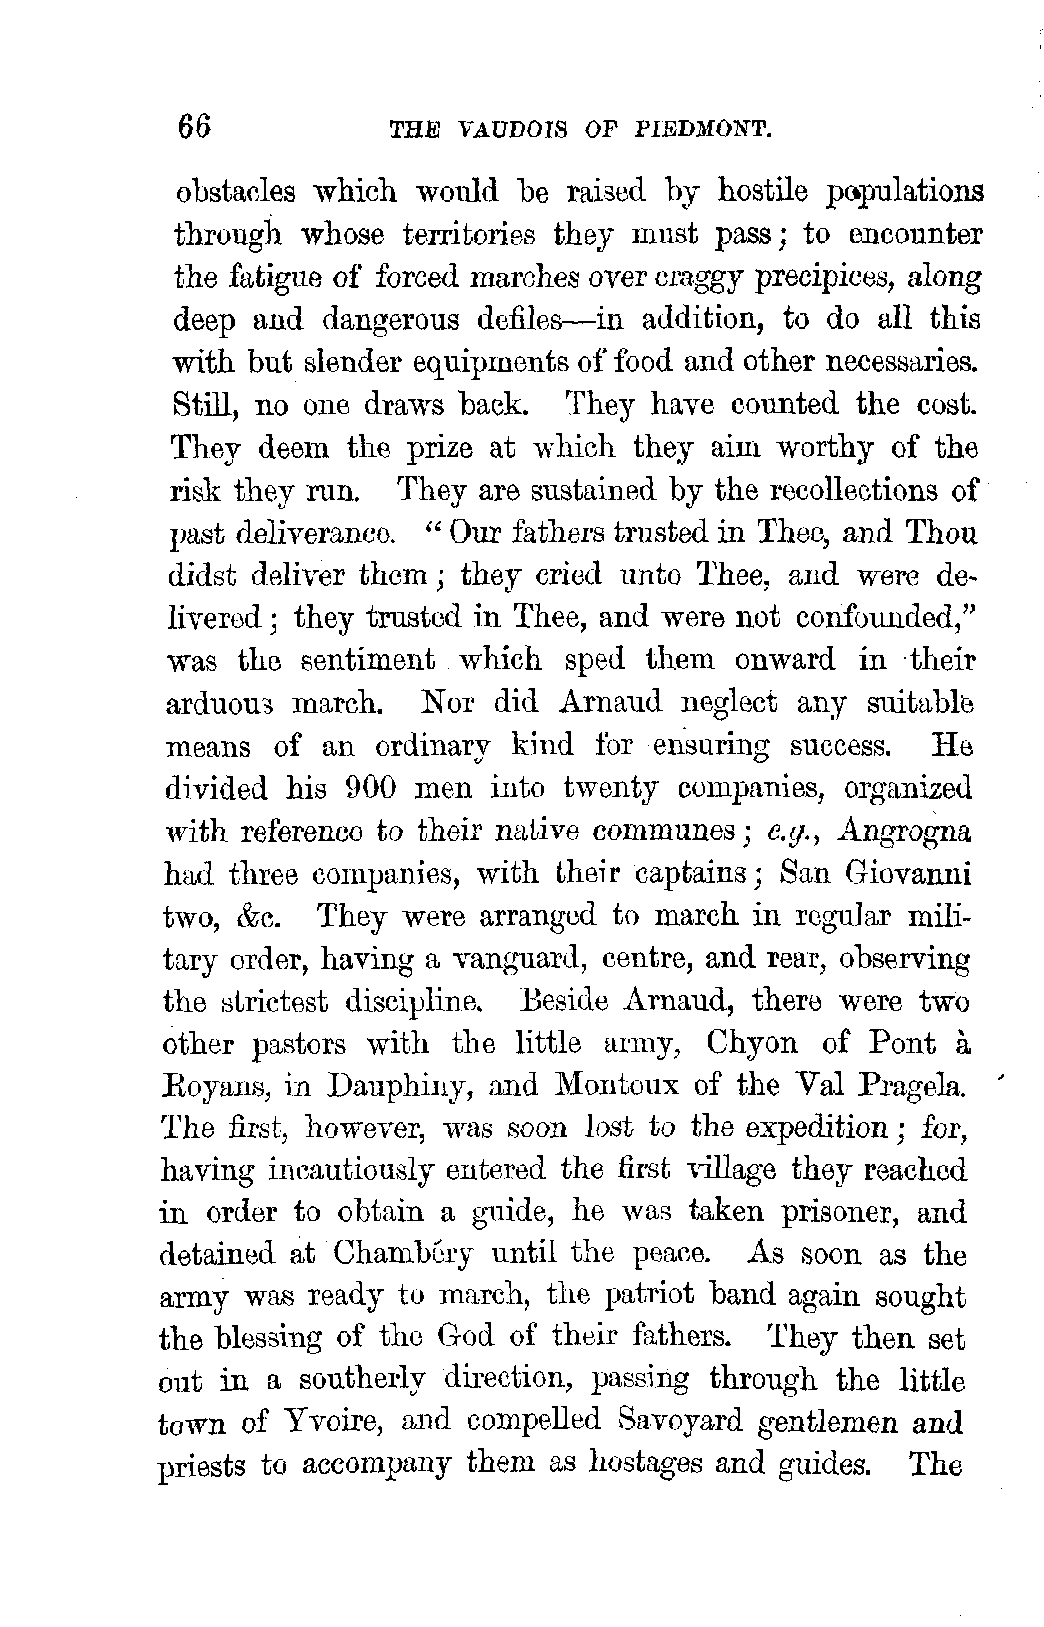 66 THE VAUDOIS OF PIEDMONT.
obstacles which would be raised by hostile populations
through whose territories they must pass; to encounter
the fatigue of forced marches over craggy precipices, along
deep and dangerous defiles—in addition, to do all this
with but slender equipments of food and other necessaries.
Still, no one draws back. They have counted the cost.
They deem the prize at which they aim worthy of the
risk they run. They are sustained by the recollections of
past deliverance. “Our fathers trusted in Thee, and Thou
didst deliver them; they cried unto Thee, and were de-
livered; they trusted in Thee, and were not confounded,”
was the sentiment which sped them onward in their
arduous march. Nor did Arnaud neglect any suitable
means of an ordinary kind for ensuring success. He
divided his 900 men into twenty companies, organized
with reference to their native communes; e.g., Angrogna
had three companies, with their captains; San Giovanni
two, &c. They were arranged to march in regular mili-
tary order, having a vanguard, centre, and rear, observing
the strictest discipline. Beside Arnaud, there were two
other pastors with the little army, Chyon of Pont à
Royans, in Dauphiny, and Montoux of the Val Pragela.
The first, however, was soon lost to the expedition; for,
having incautiously entered the first village they reached
in order to obtain a guide, he was taken prisoner, and
detained at Chambéry until the peace. As soon as the
army was ready to march, the patriot band again sought
the blessing of the God of their fathers. They then set
out in a southerly direction, passing through the little
town of Yvoire, and compelled Savoyard gentlemen and
priests to accompany them as hostages and guides. The